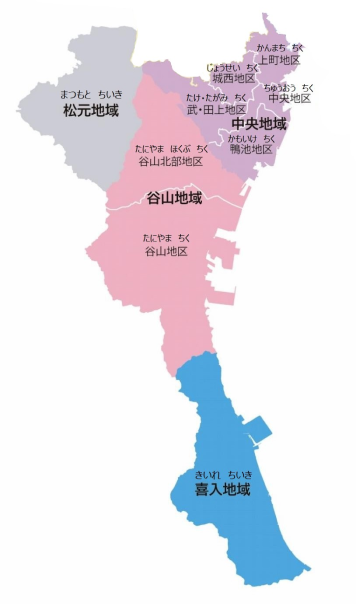 かんまち ちく
上町地区
じょうせい ちく
城西地区
ちゅうおう ちく
中央地区
たけ・たがみ ちく
武・田上地区
中央地域
かもいけ ちく
鴨池地区
まつもと ちいき
松元地域
たにやま ほくぶ ちく
谷山北部地区
谷山地域
たにやま ちく
谷山地区
きいれ ちいき
喜入地域